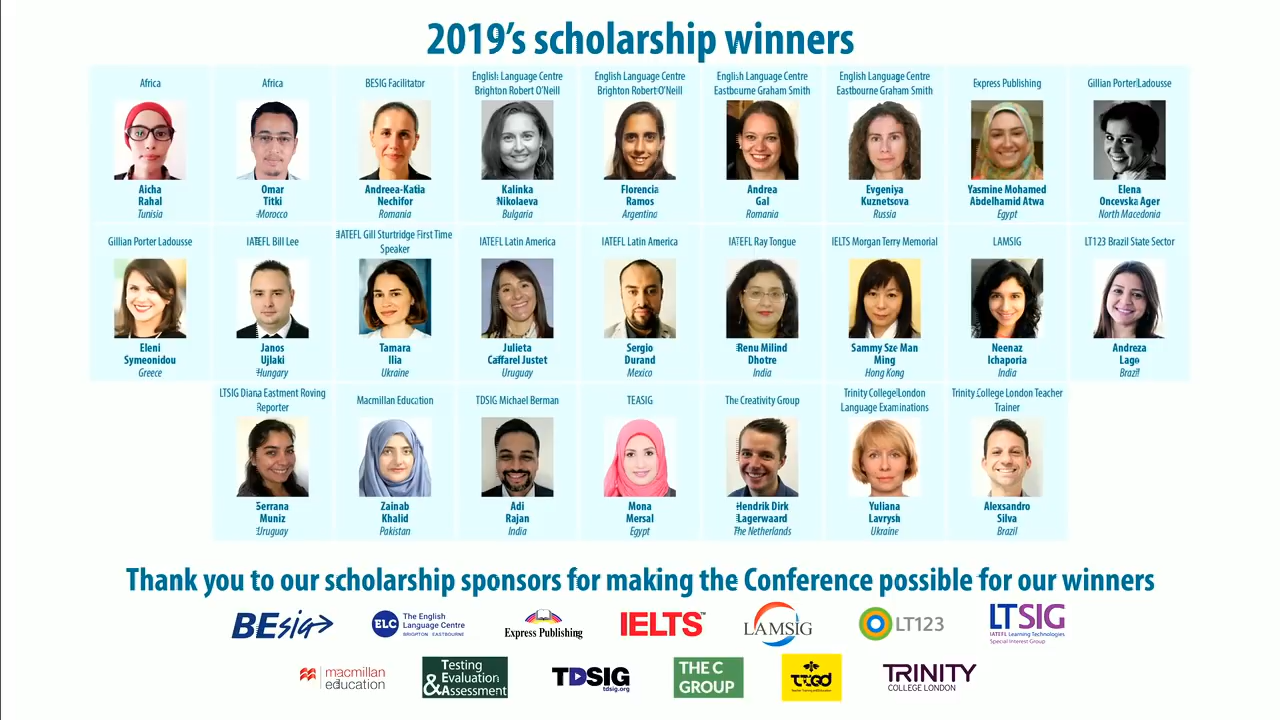 2019's scholarship winners
Africa
Aicha
Rahal
Tunisia
Africa
Omar
Titki
Morocco
BESIG Facilitator
Andreea-Katia
Nechifor
Romania
English Language Centre
Brighton Robert O'Neill
Kalinka
Nikolaeva
Bulgaria
English Language Centre
Brighton Robert O'Neill
Florencia
Ramos
Argentina
English Language Centre
Eastbourne Graham Smith
Andrea
Gal
Romania
English Language Centre
Eastbourne Graham Smith
Evgeniya
Kuznetsova
Russia
Express Publishing
Yasmine Mohamed
Abdelhamid Atwa
Egypt
Gillian Porter Ladousse
Elena
Oncevska Ager
North Macedonia
Gillian Porter Ladousse
Eleni
Symeonidou
Greece
IATEFL Bill Lee
Janos
Ujlaki
Hungary
IATEFL Gill Sturtridge First Time
Speaker
Tamara
Ilia
Ukraine
IATEFL Latin America
Julieta
Caffarel Justet
Uruguay
IATEFL Latin America
Sergio
Durand
Mexico
IATEFL Ray Tongue
Renu Milind
Dhotre
India
IELTS Morgan Terry Memorial
Sammy Sze Man
Ming
Hong Kong
LAMSIG
Neenaz
Ichaporia
India
LT123 Brazil State Sector
Andreza
Lago
Brazil
LTSIG Diana Eastment Roving
Reporter
Serrana
Muniz
Uruguay
Macmillan Education
Zainab
Khalid
Pakistan
TDSIG Michael Berman
Adi
Rajan
India
TEASIG
Mona
Mersal
Egypt
The Creativity Group
Hendrik Dirk
Lagerwaard
The Netherlands
Trinity College London
Language Examinations
Yuliana
Lavrysh
Ukraine
Trinity College London Teacher
Trainer
Alexsandro
Silva
Brazil
Thank you to our scholarship sponsors for making the Conference possible for our winners
BEsig
ELC
The English
Language Centre
BRIGHTON · EASTBOURNE
Express Publishing
IELTS™
LAMSIG
LT123
LTSIG
IATEFL Learning Technologies
Special Interest Group
macmillan
education
Testing
Evaluation
&Assessment
TDSIG
tdsig.org
THE C
GROUP
TTEd
TRINITY
COLLEGE LONDON